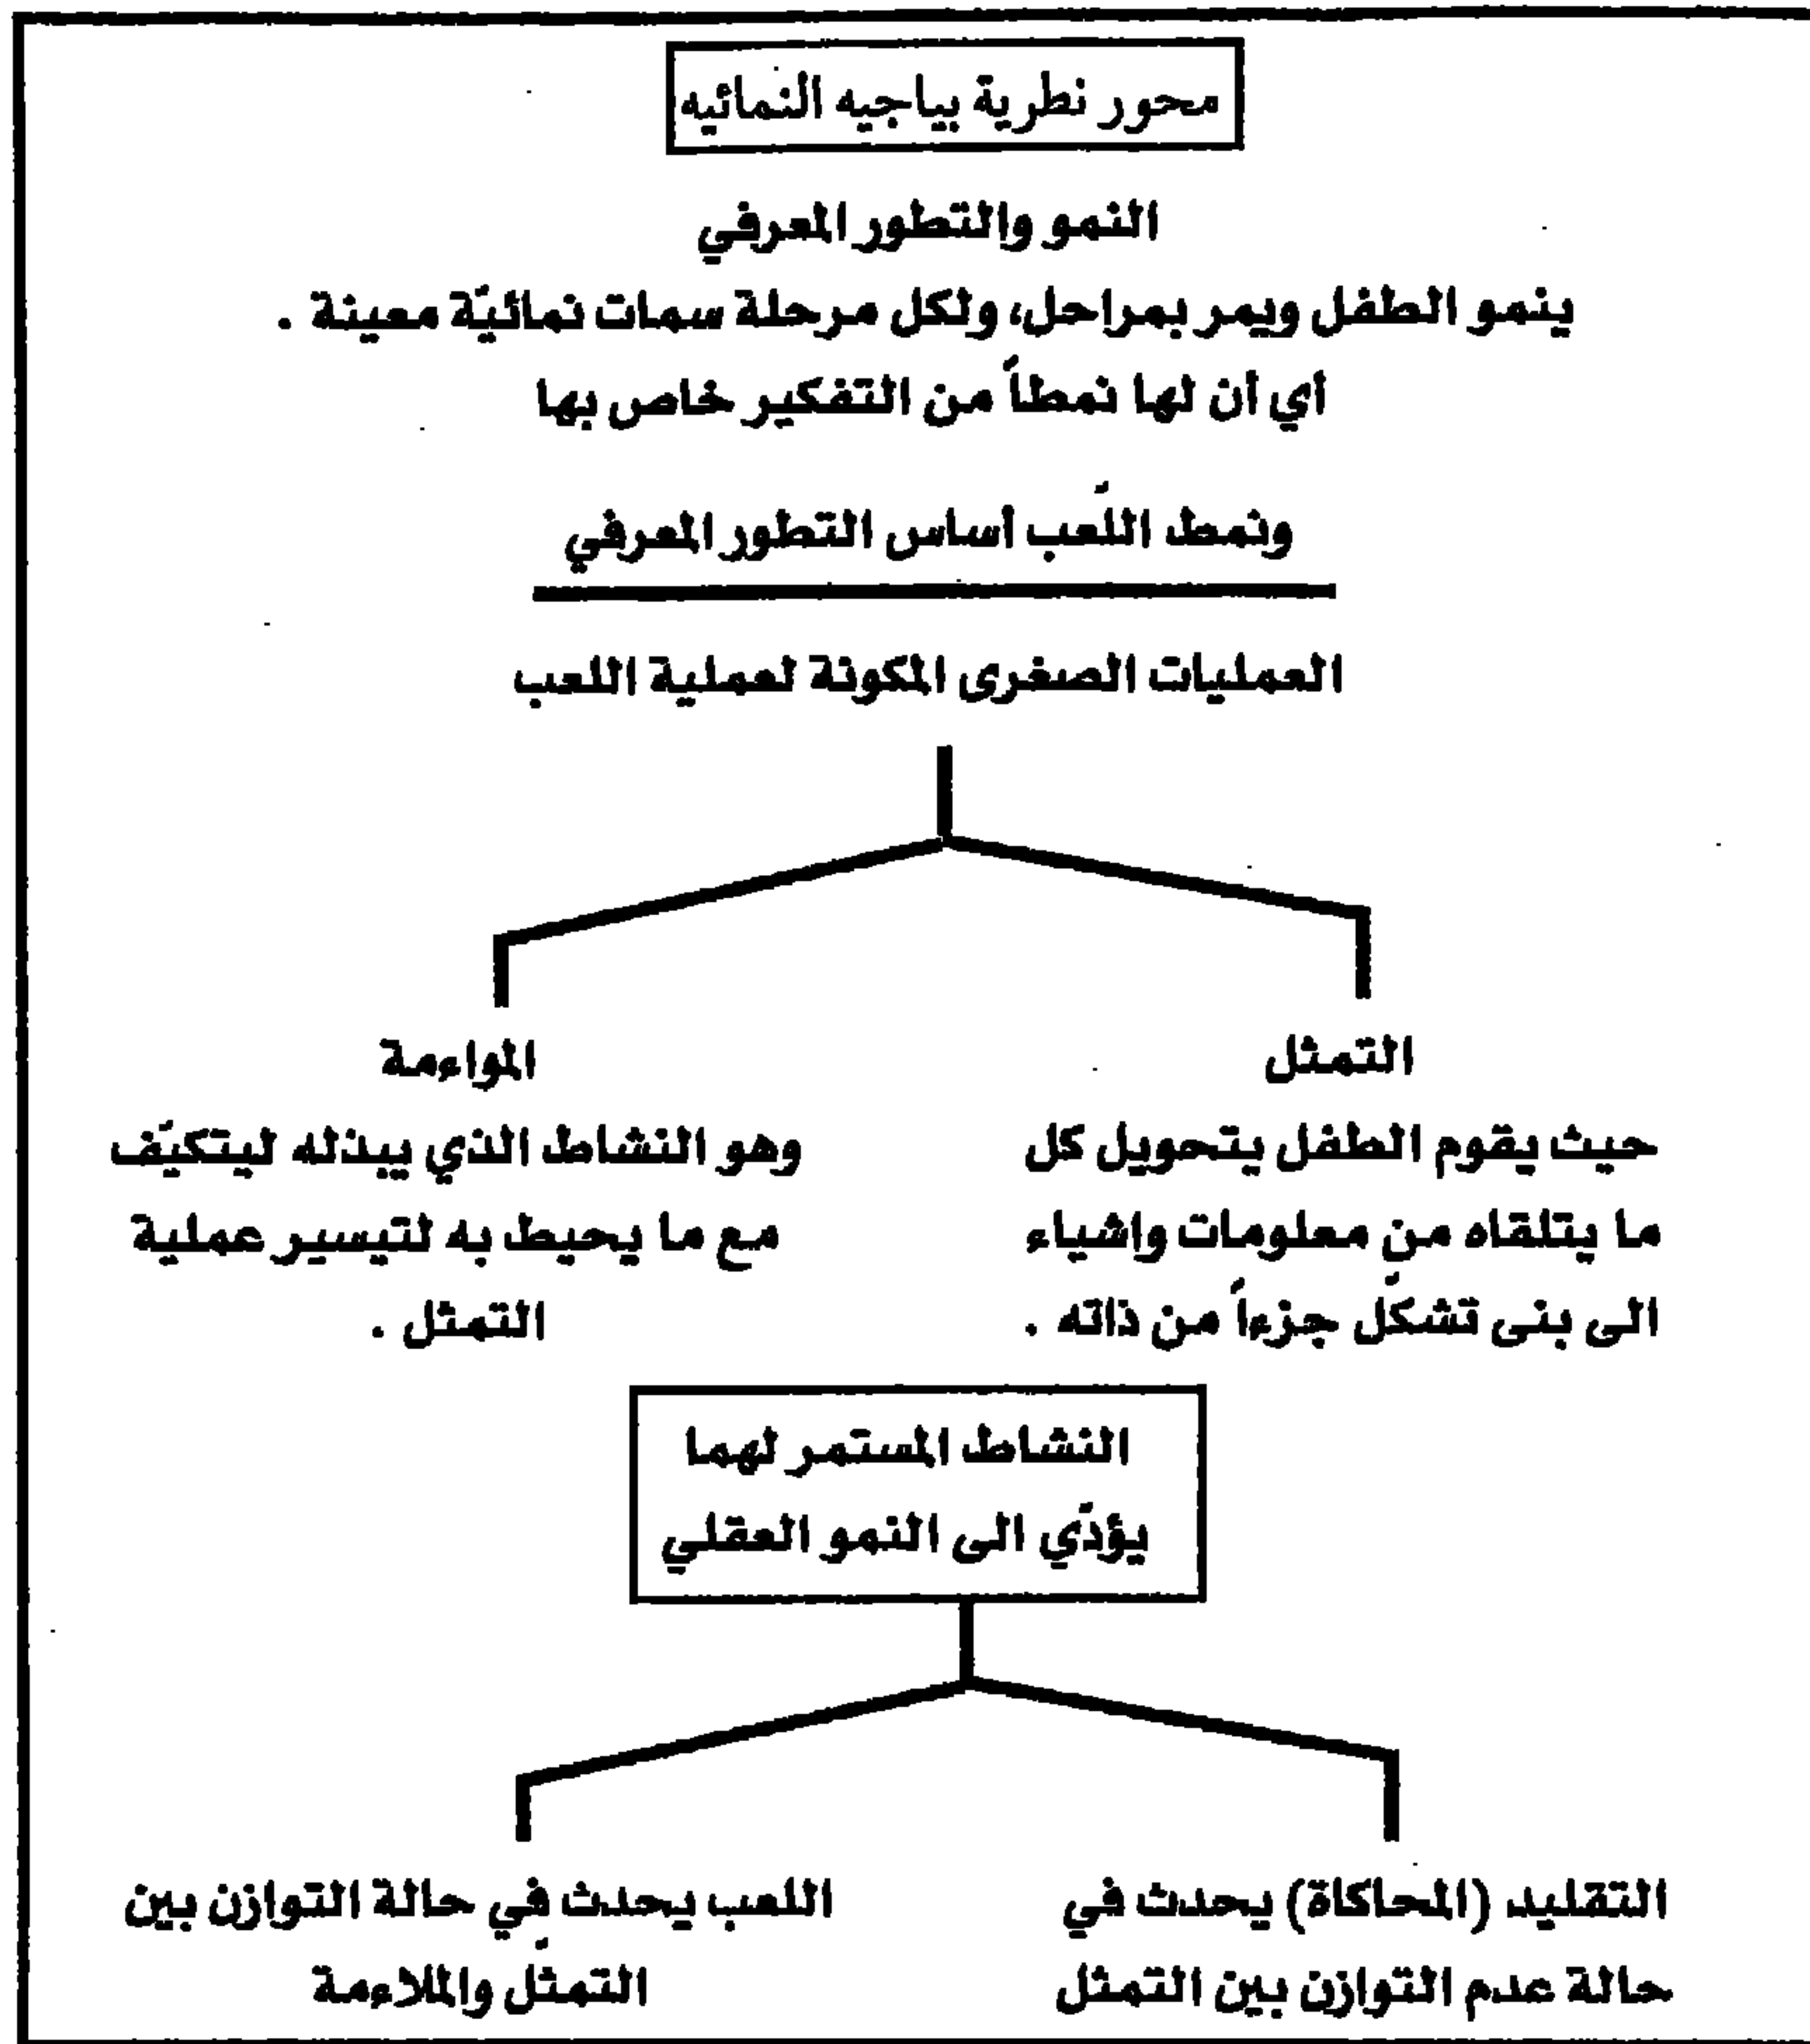 محور نطرية بياجيه النمائيه
النمو والتطور المعرفي
ينمو الطفل ويمر بمراحل، ولكل مرحلة سمات نمائيّة معينة .
أي أن لها نمطاً من التفكير خاص بها
ونمط اللّعب أساس التطور المعرفي
العمليات الصغرى المكونة لعملية اللعب
التمثل
حيث يقوم الطفل بتحويل كل
ما يتلقاه من معلومات واشياء
الى بنى تشكّل جزءاً من ذاته .
المواءمة
وهو النشاط الذي يبذله ليتكيّف
مع ما يحيط به لتيسير عملية
التمثل .
النشاط المستمر لهما
يؤدّي الى النمو العقلي
التقليد (المحاكاة) يحدث في
حالة عدم التوازن بين التمثل
اللعب يحدث في حالة التوازن بين
التمثّل والملاءمة